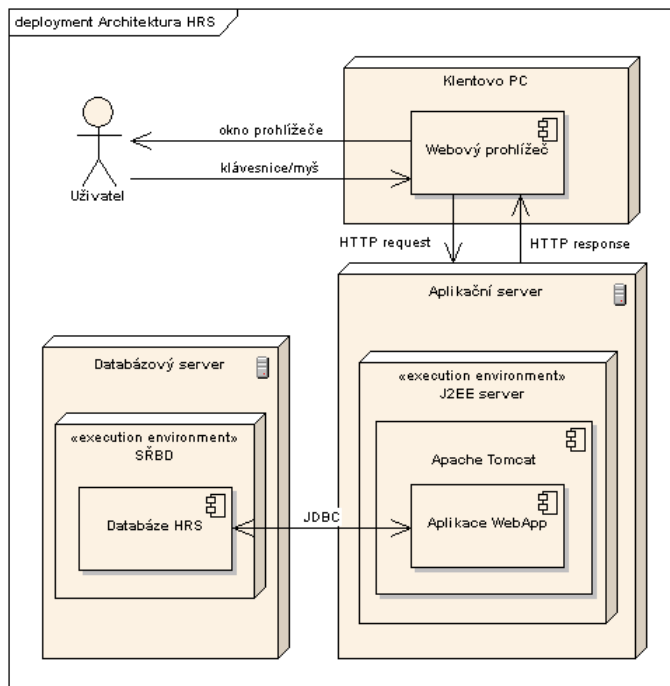 deployment Architektura HRS
Klentovo PC
okno prohlížeče
Webový prohlížeč
klávesnice/myš
Uživatel
HTTP request
HTTP response
Aplikační server
Databázový server
«execution environment»
J2EE server
«execution environment»
SŘBD
Apache Tomcat
Databáze HRS
JDBC
Aplikace WebApp